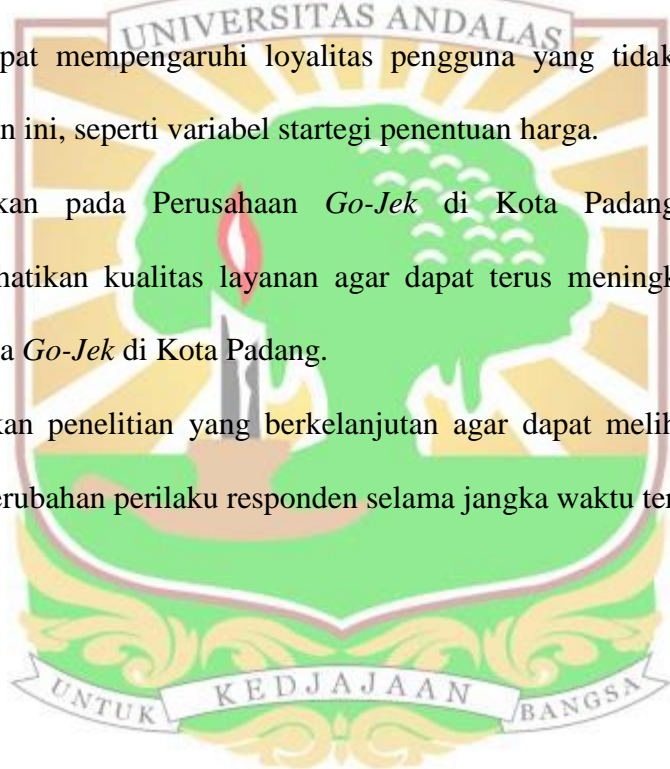 UNIVERSITAS ANDALAS
pat mempengaruhi loyalitas pengguna yang tidak
n ini, seperti variabel startegi penentuan harga.
kan pada Perusahaan Go-Jek di Kota Padang
hatikan kualitas layanan agar dapat terus meningk
a Go-Jek di Kota Padang.
kan penelitian yang berkelanjutan agar dapat melih
erubahan perilaku responden selama jangka waktu ter
UNTUK KEDJAJAAN BANGSA